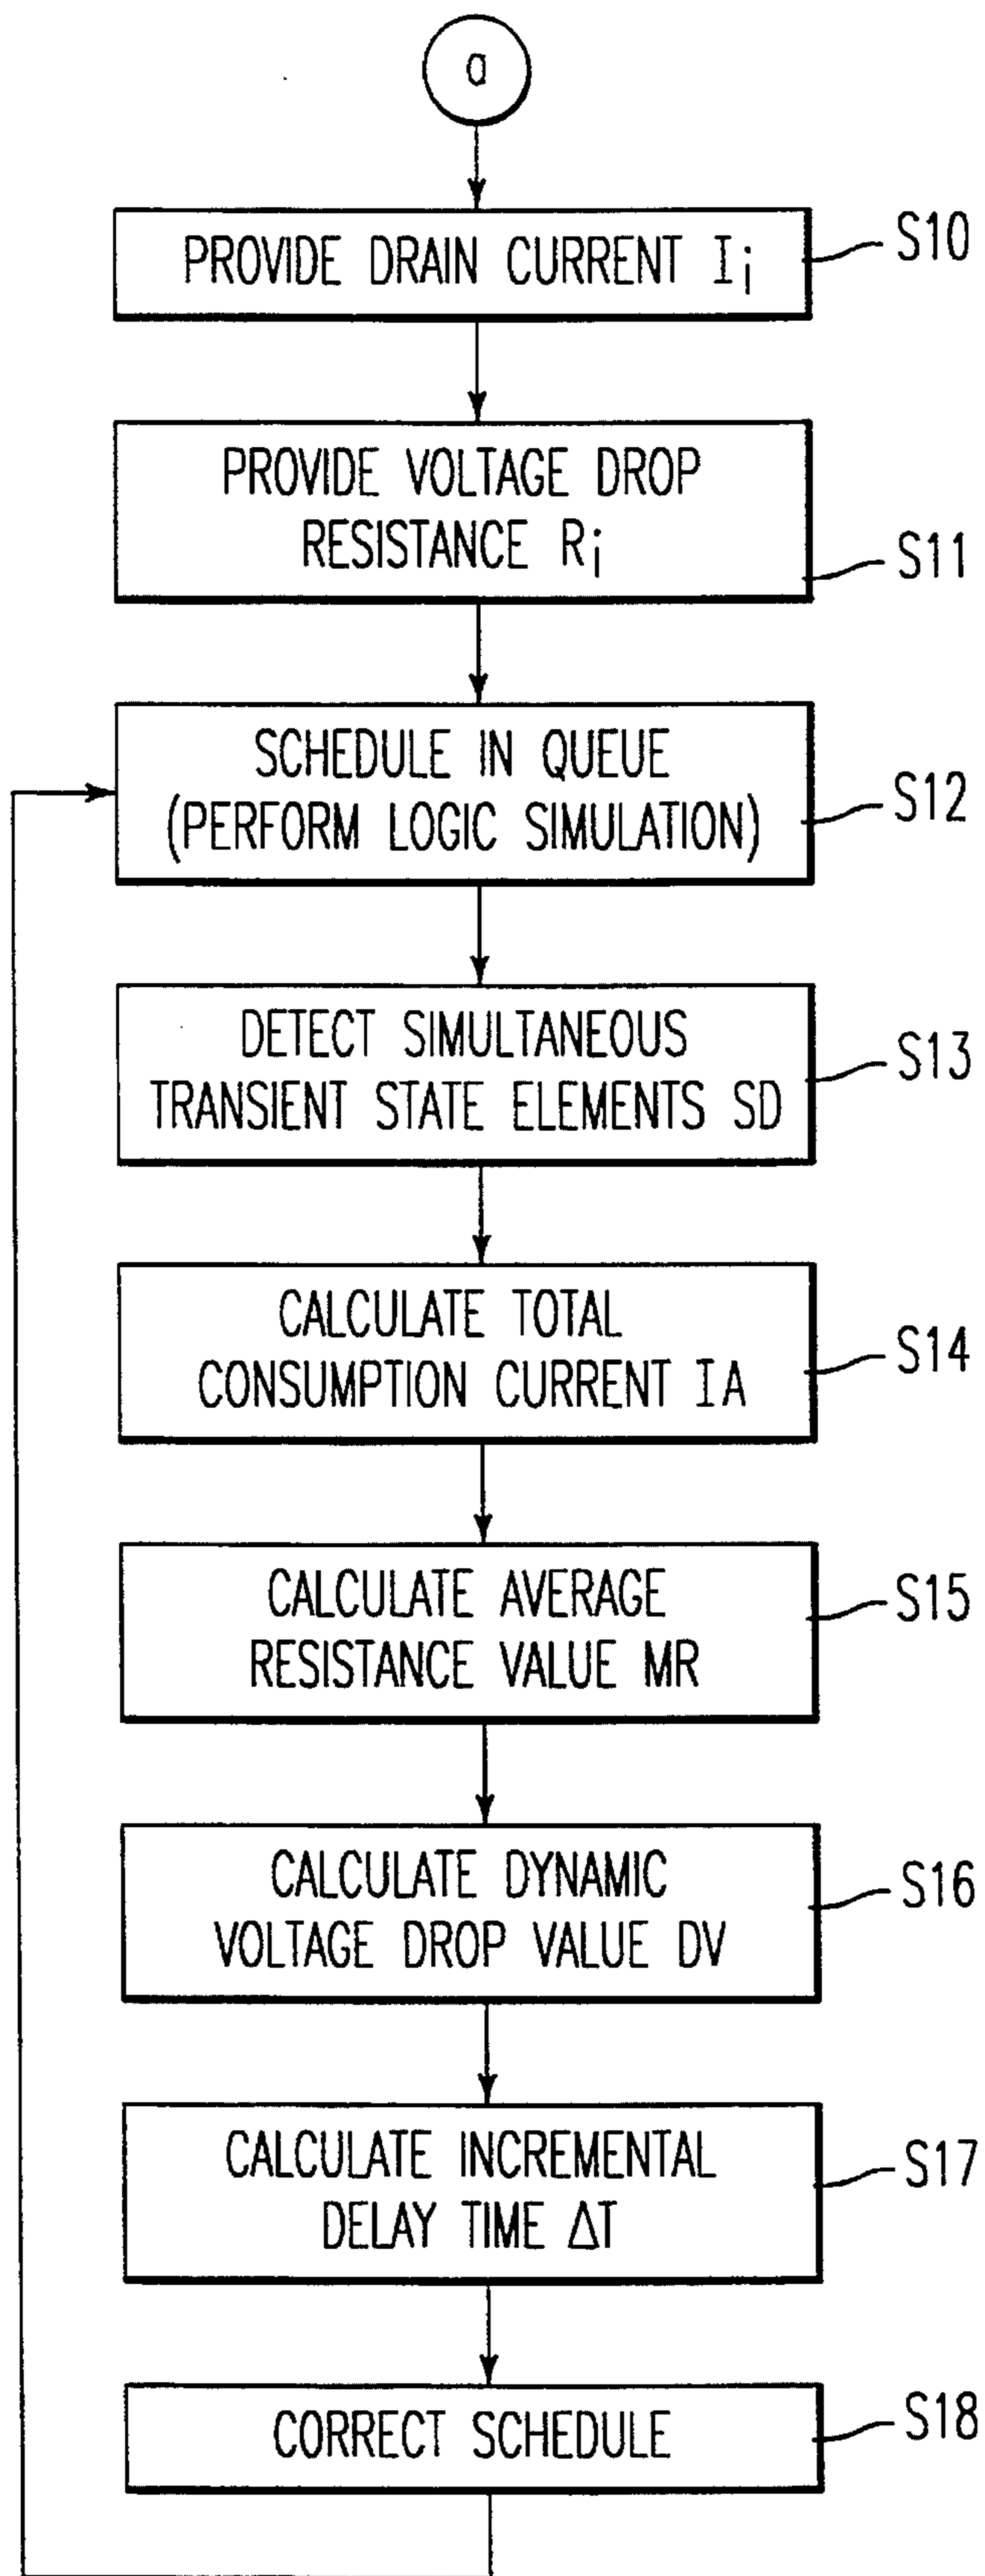 a
PROVIDE DRAIN CURRENT Ii
S10
PROVIDE VOLTAGE DROP
RESISTANCE Ri
S11
SCHEDULE IN QUEUE
(PERFORM LOGIC SIMULATION)
S12
DETECT SIMULTANEOUS
TRANSIENT STATE ELEMENTS SD
S13
CALCULATE TOTAL
CONSUMPTION CURRENT IA
S14
CALCULATE AVERAGE
RESISTANCE VALUE MR
S15
CALCULATE DYNAMIC
VOLTAGE DROP VALUE DV
S16
CALCULATE INCREMENTAL
DELAY TIME ΔT
S17
CORRECT SCHEDULE
S18